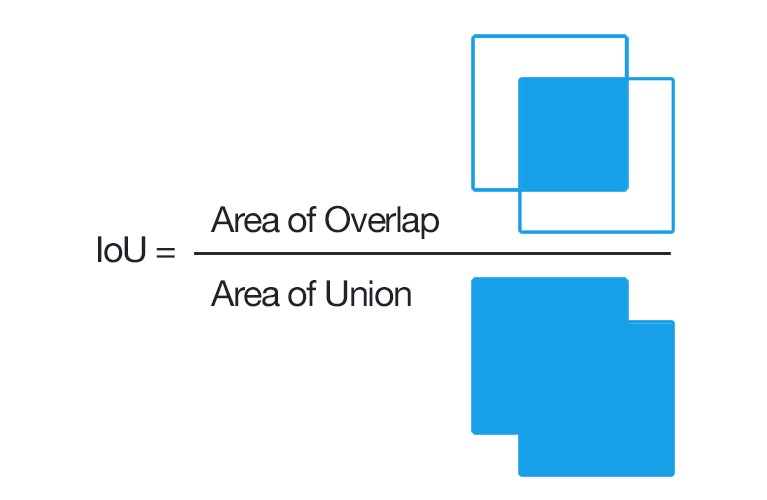 Area of Overlap
IoU =
Area of Union